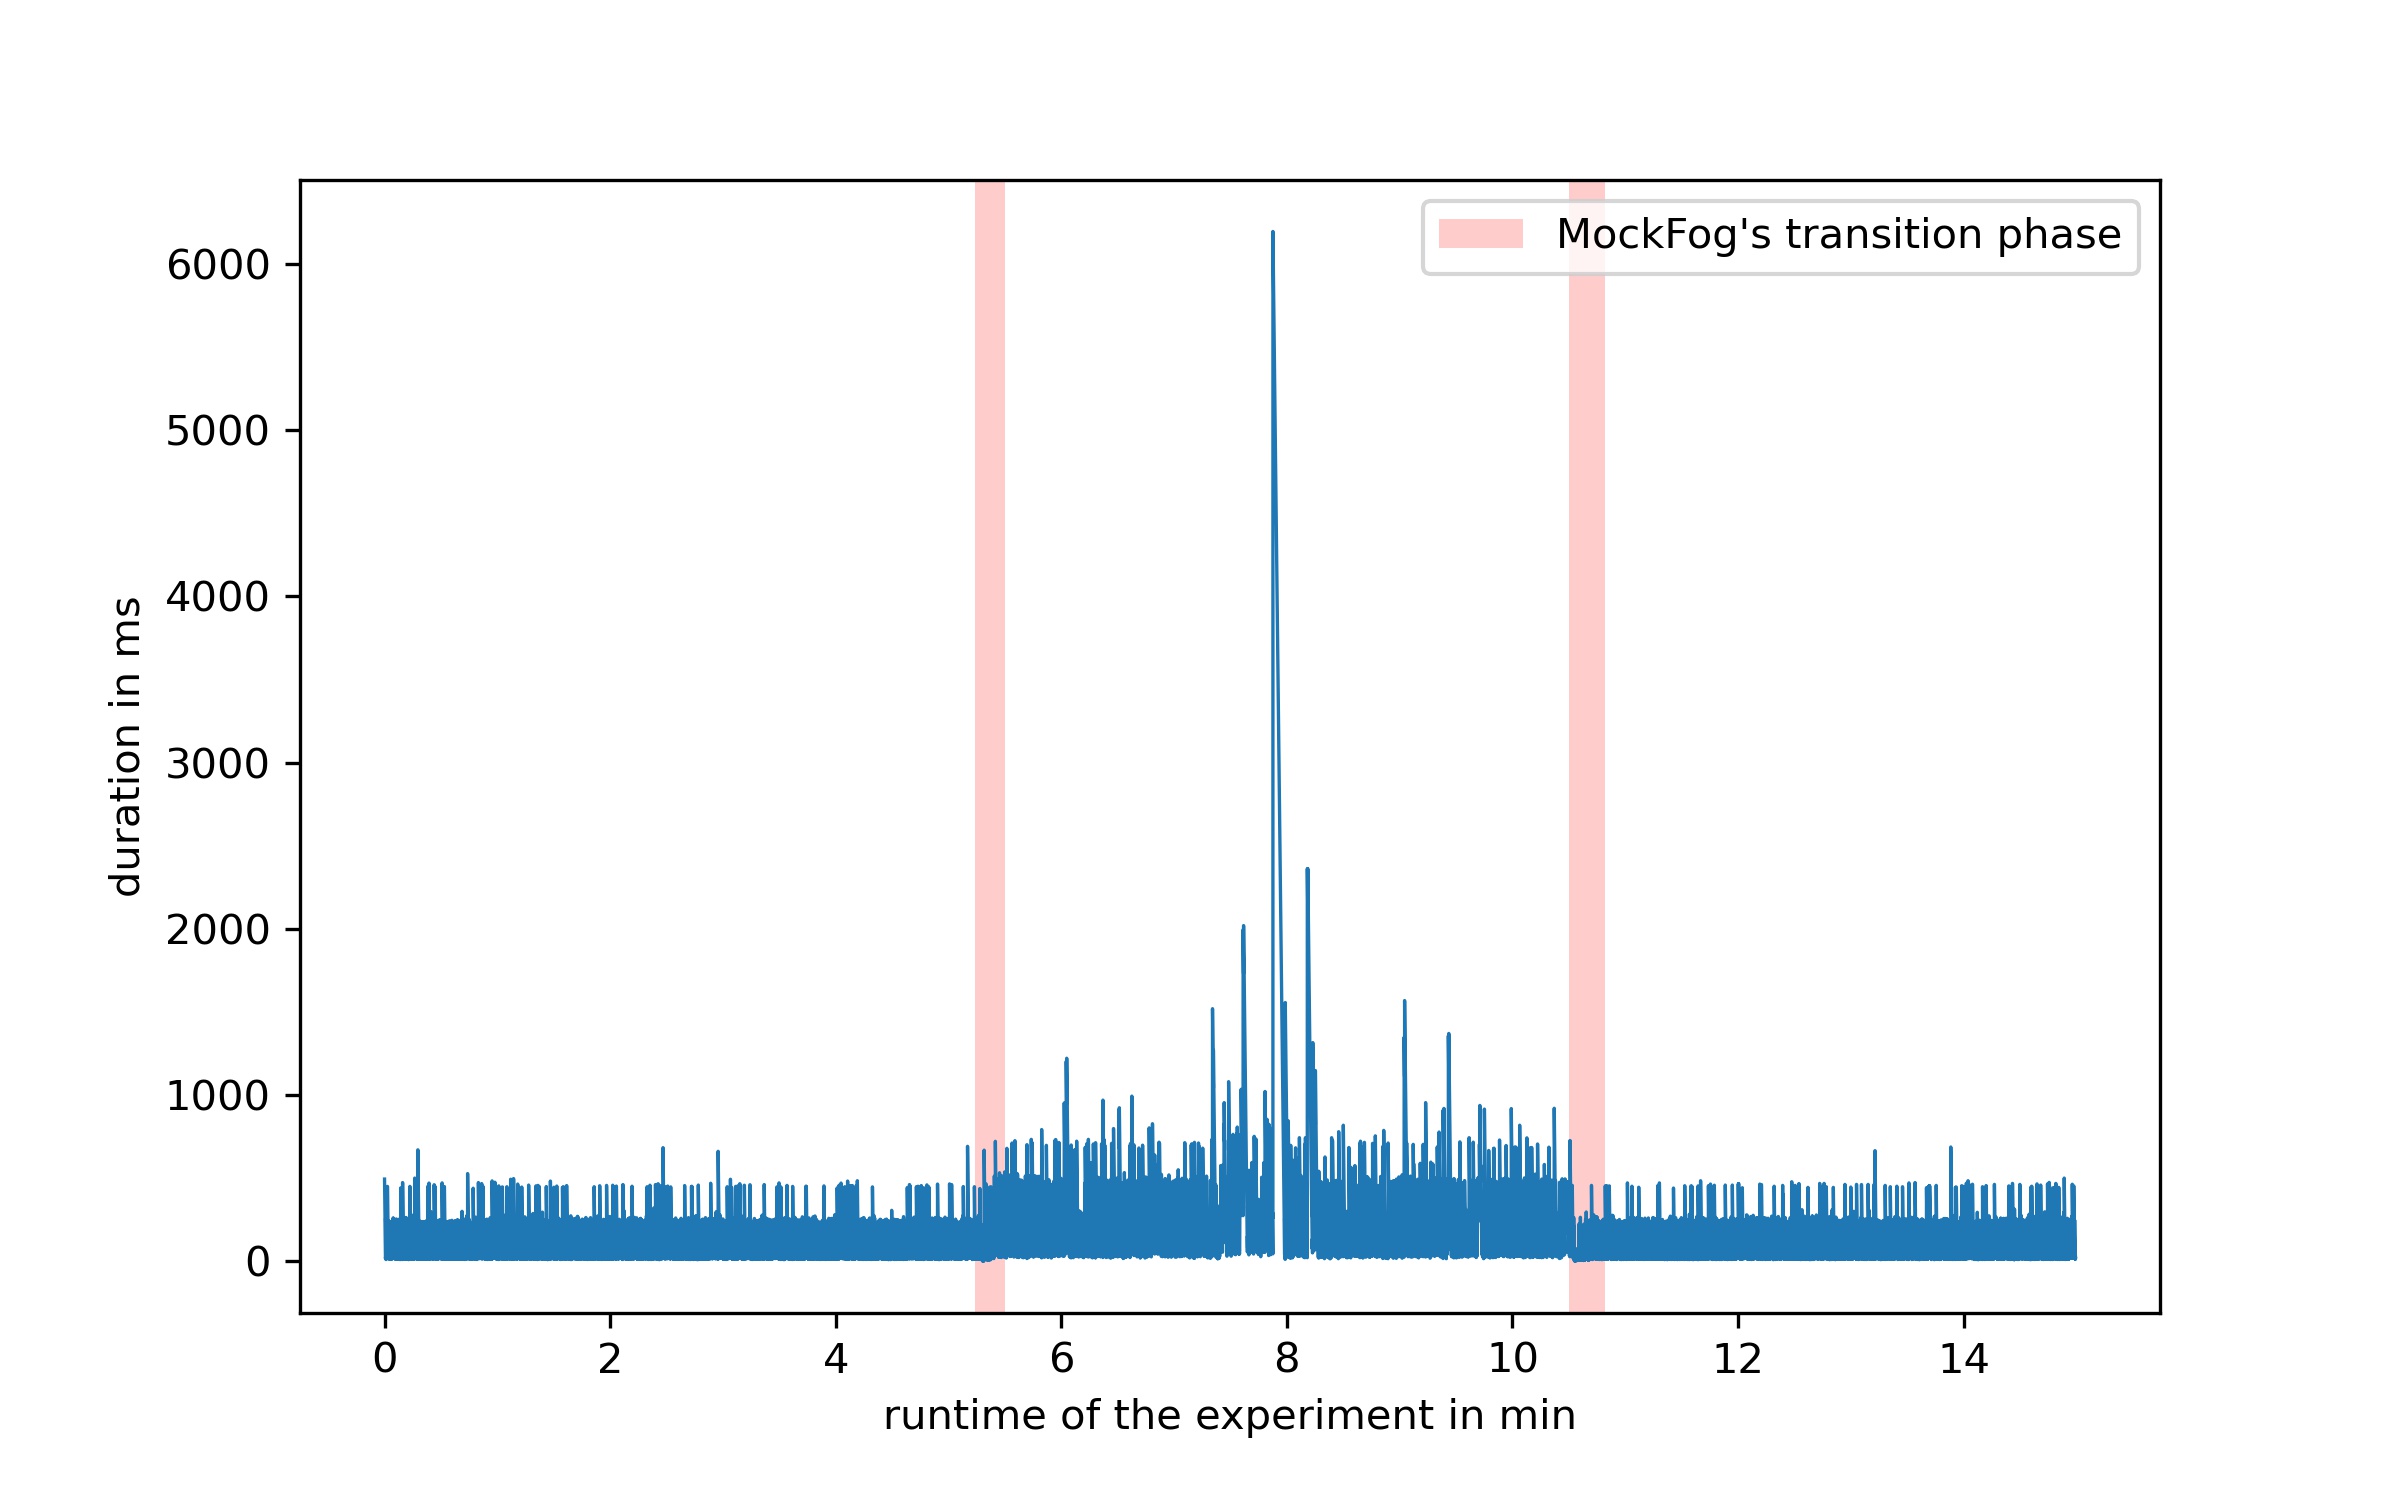 MockFog's transition phase
6000
5000
4000
3000
2000
1000
0
duration in ms
0 2 4 6 8 10 12 14
runtime of the experiment in min